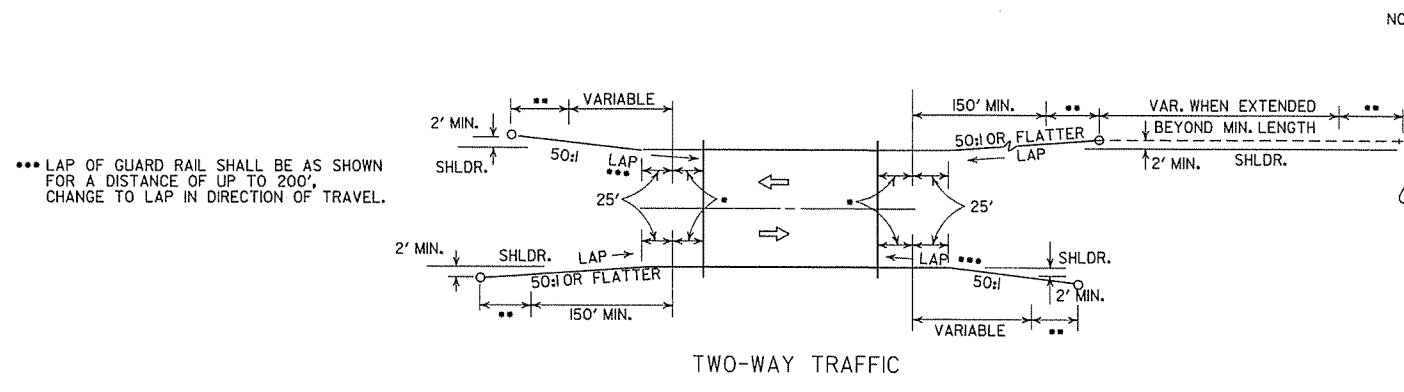 NO
** VARIABLE 150' MIN. ** VAR. WHEN EXTENDED **
2' MIN. 50:1 OR FLATTER BEYOND MIN. LENGTH
50:1 LAP LAP 2' MIN. SHLDR.
SHLDR. ***
*** LAP OF GUARD RAIL SHALL BE AS SHOWN
FOR A DISTANCE OF UP TO 200',
CHANGE TO LAP IN DIRECTION OF TRAVEL.
25' * * 25'
2' MIN. SHLDR. LAP LAP *** SHLDR.
50:1 OR FLATTER 50:1 2' MIN.
** 150' MIN. VARIABLE **
TWO-WAY TRAFFIC